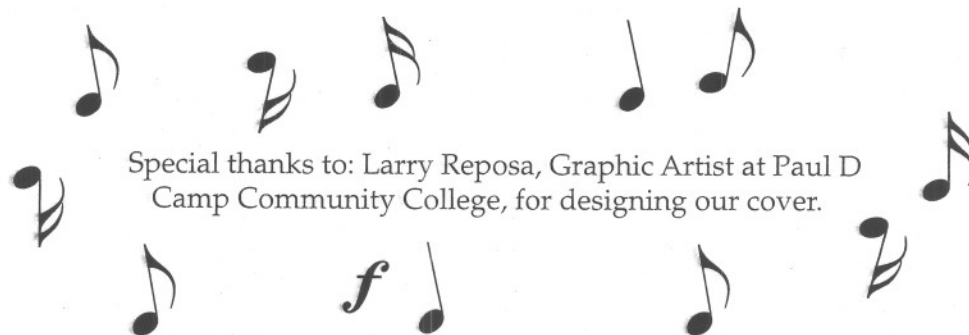 Special thanks to: Larry Reposa, Graphic Artist at Paul D
Camp Community College, for designing our cover.
f